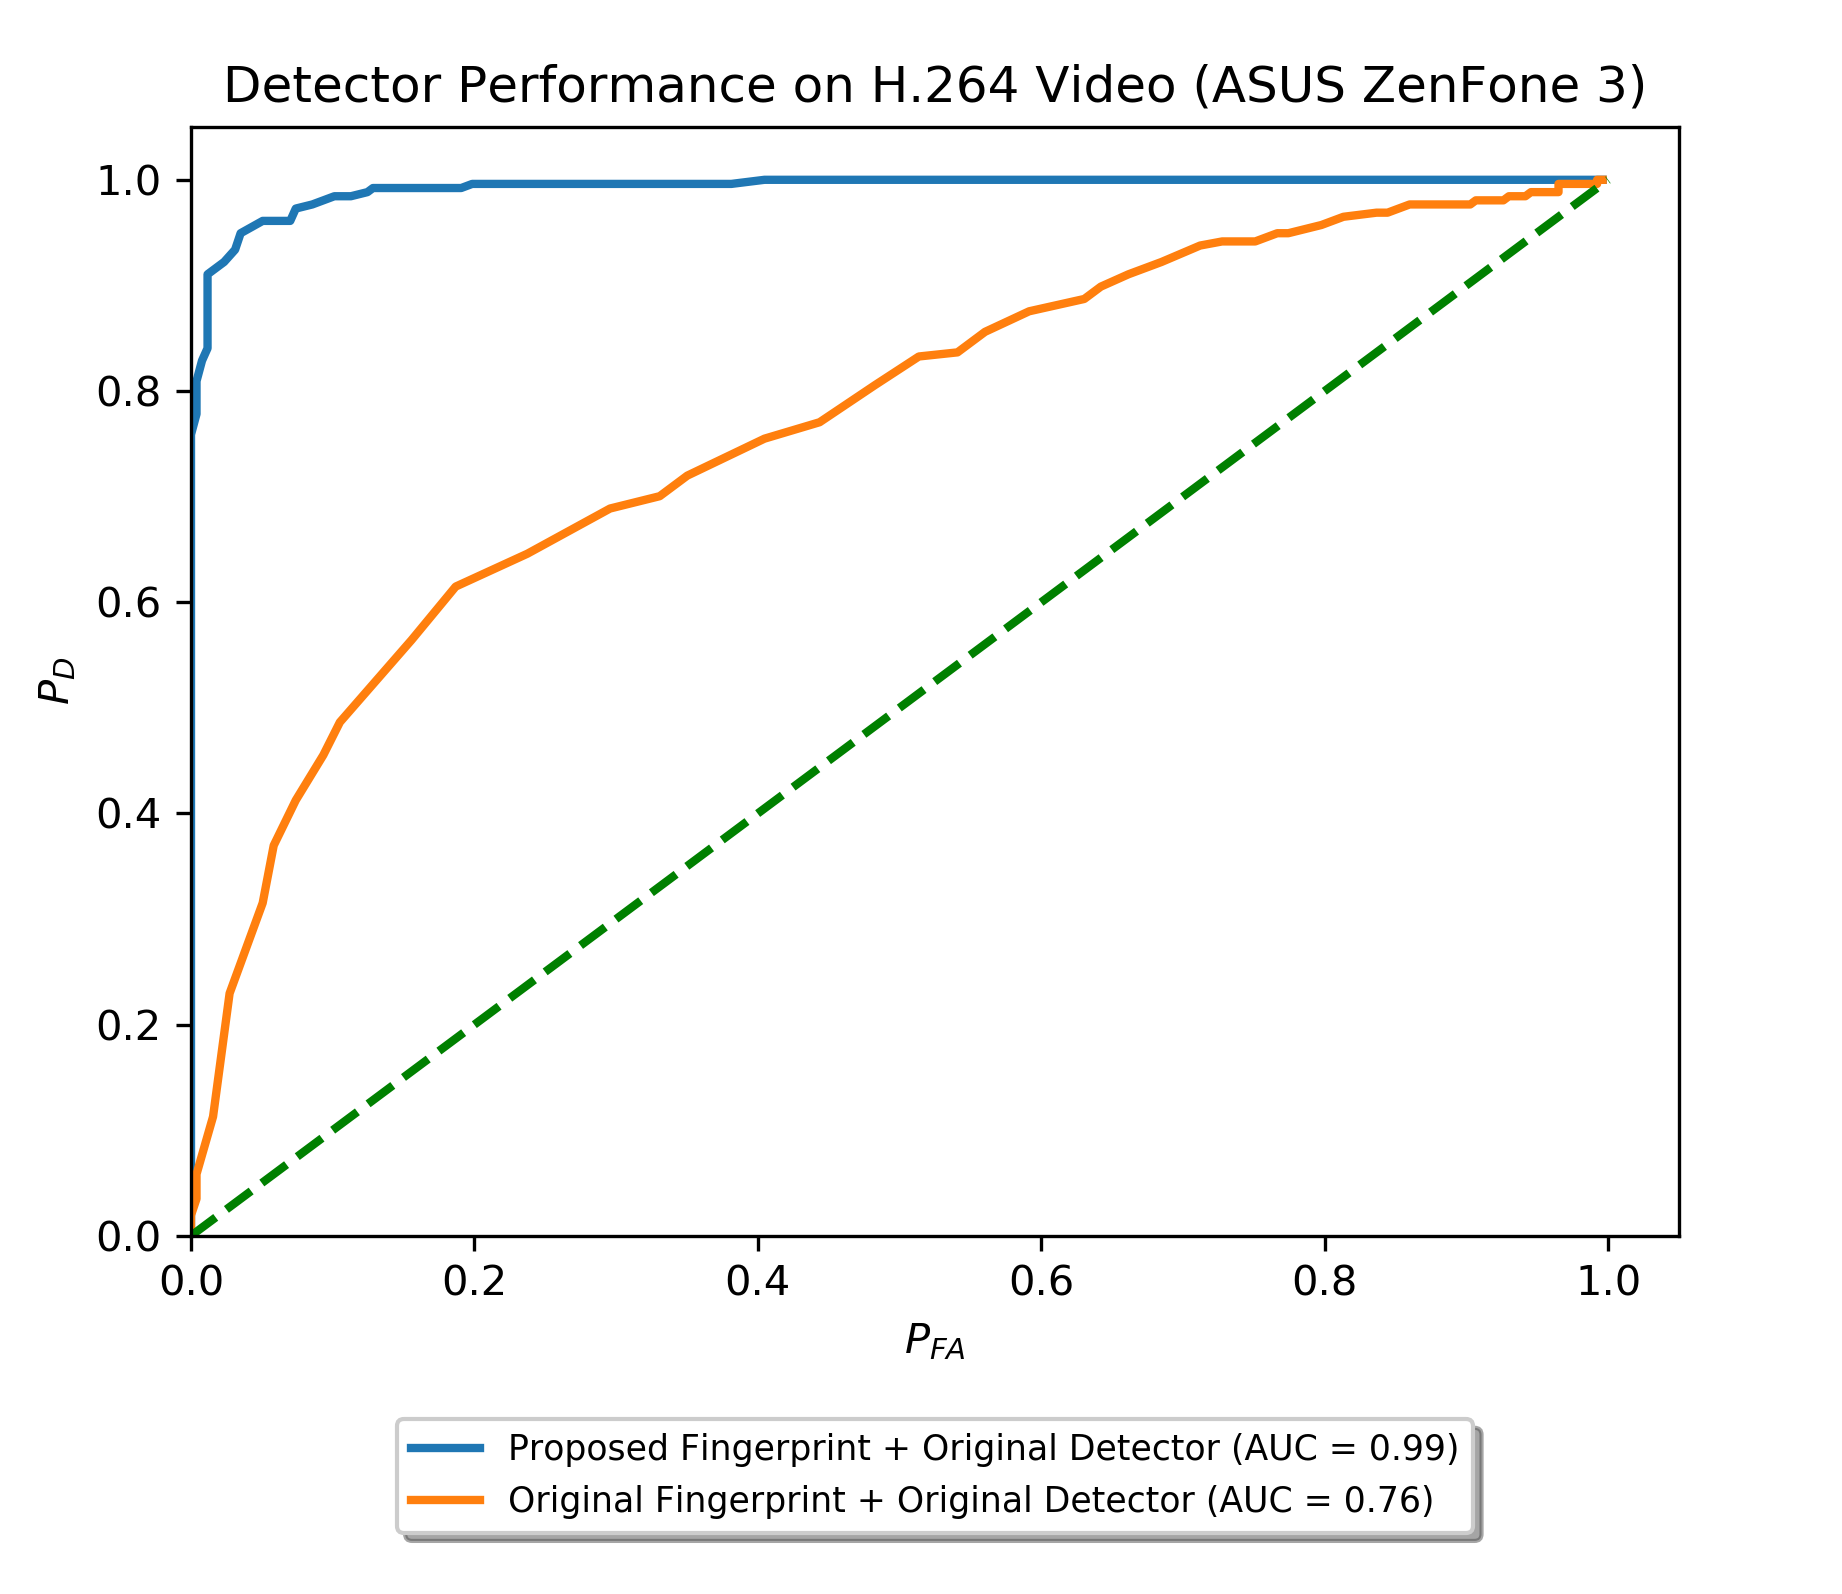 Detector Performance on H.264 Video (ASUS ZenFone 3)
1.0
0.8
0.6
0.4
0.2
0.0
P_D
0.0 0.2 0.4 0.6 0.8 1.0
P_FA
Proposed Fingerprint + Original Detector (AUC = 0.99)
Original Fingerprint + Original Detector (AUC = 0.76)